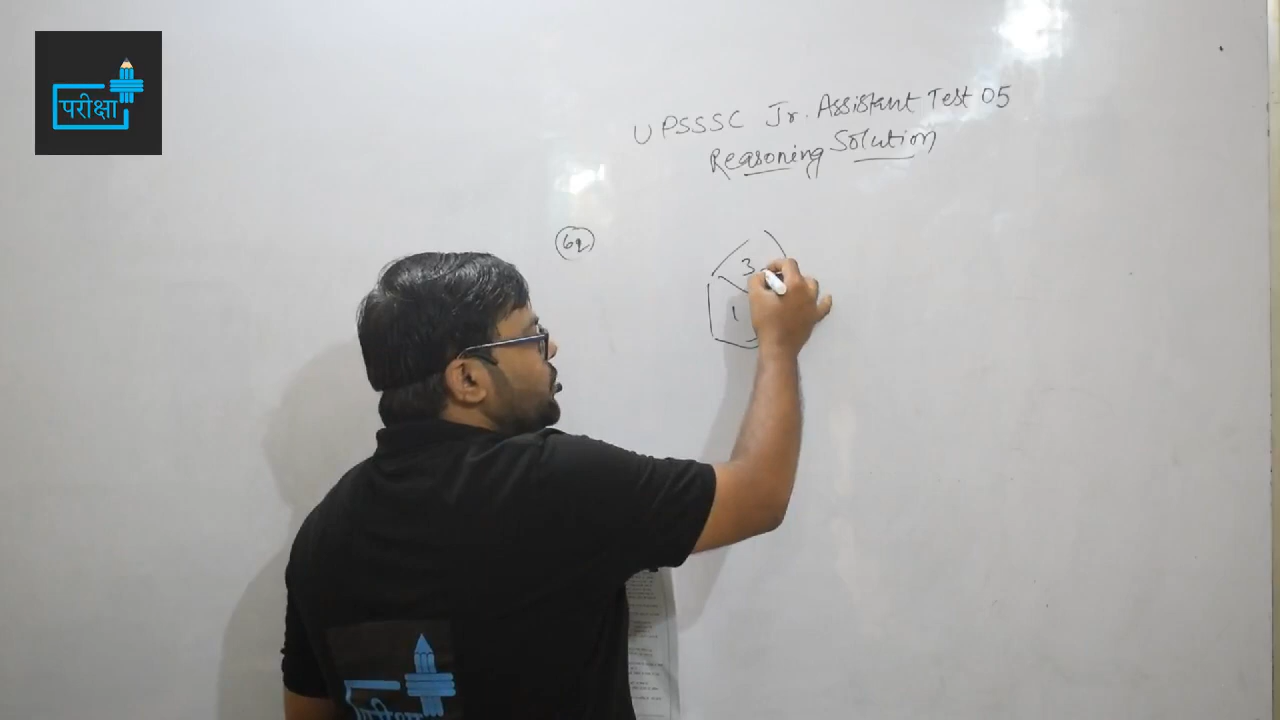 परीक्षा
UPSSSC Jr. Assistant Test 05
Reasoning Solution
69
3
1